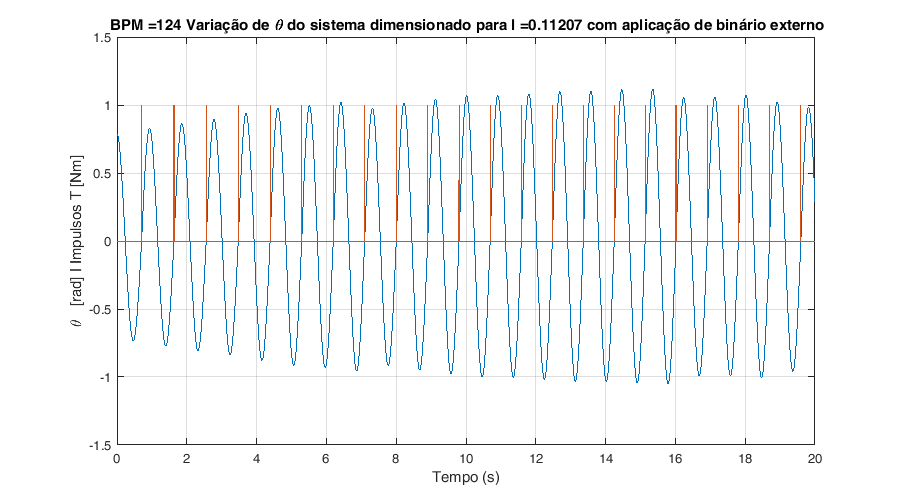 BPM =124 Variação de θ do sistema dimensionado para l =0.11207 com aplicação de binário externo
1.5
1
0.5
0
-0.5
-1
-1.5
θ [rad] l Impulsos T [Nm]
0 2 4 6 8 10 12 14 16 18 20
Tempo (s)